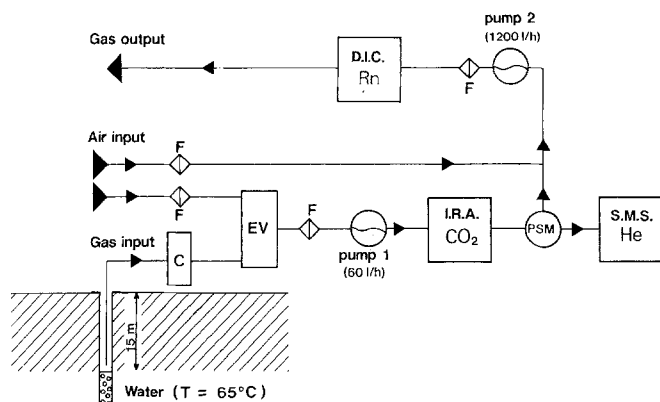 pump 2
(1200 l/h)
Gas output
D.I.C.
Rn
F
Air input
F
F
Gas input
C
EV
F
pump 1
(60 l/h)
I.R.A.
CO₂
PSM
S.M.S.
He
15 m
Water (T = 65°C)